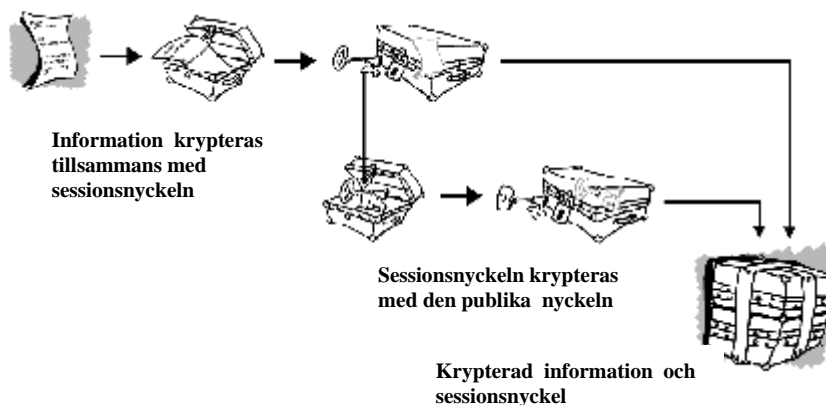 Information krypteras
tillsammans med
sessionsnyckeln
Sessionsnyckeln krypteras
med den publika nyckeln
Krypterad information och
sessionsnyckel